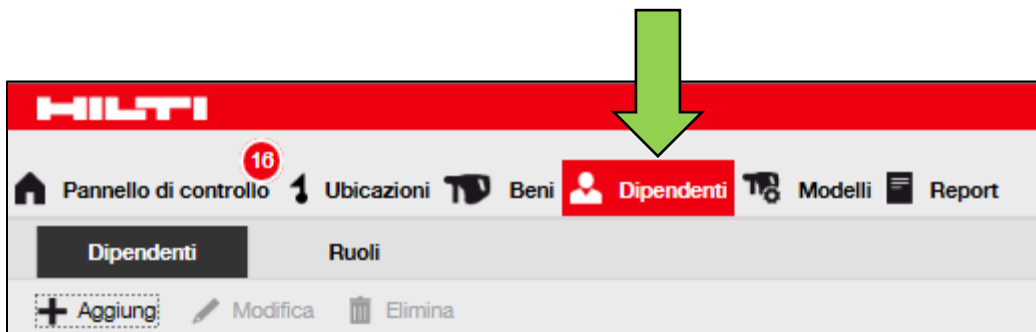 HILTI
16
Pannello di controllo Ubicazioni Beni Dipendenti Modelli Report
Dipendenti Ruoli
Aggiung Modifica Elimina